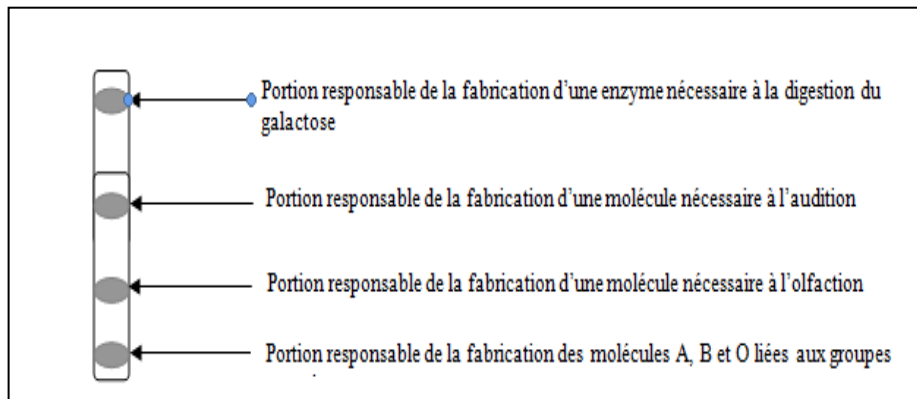 Portion responsable de la fabrication d'une enzyme nécessaire à la digestion du
galactose
Portion responsable de la fabrication d'une molécule nécessaire à l'audition
Portion responsable de la fabrication d'une molécule nécessaire à l'olfaction
Portion responsable de la fabrication des molécules A, B et O liées aux groupes